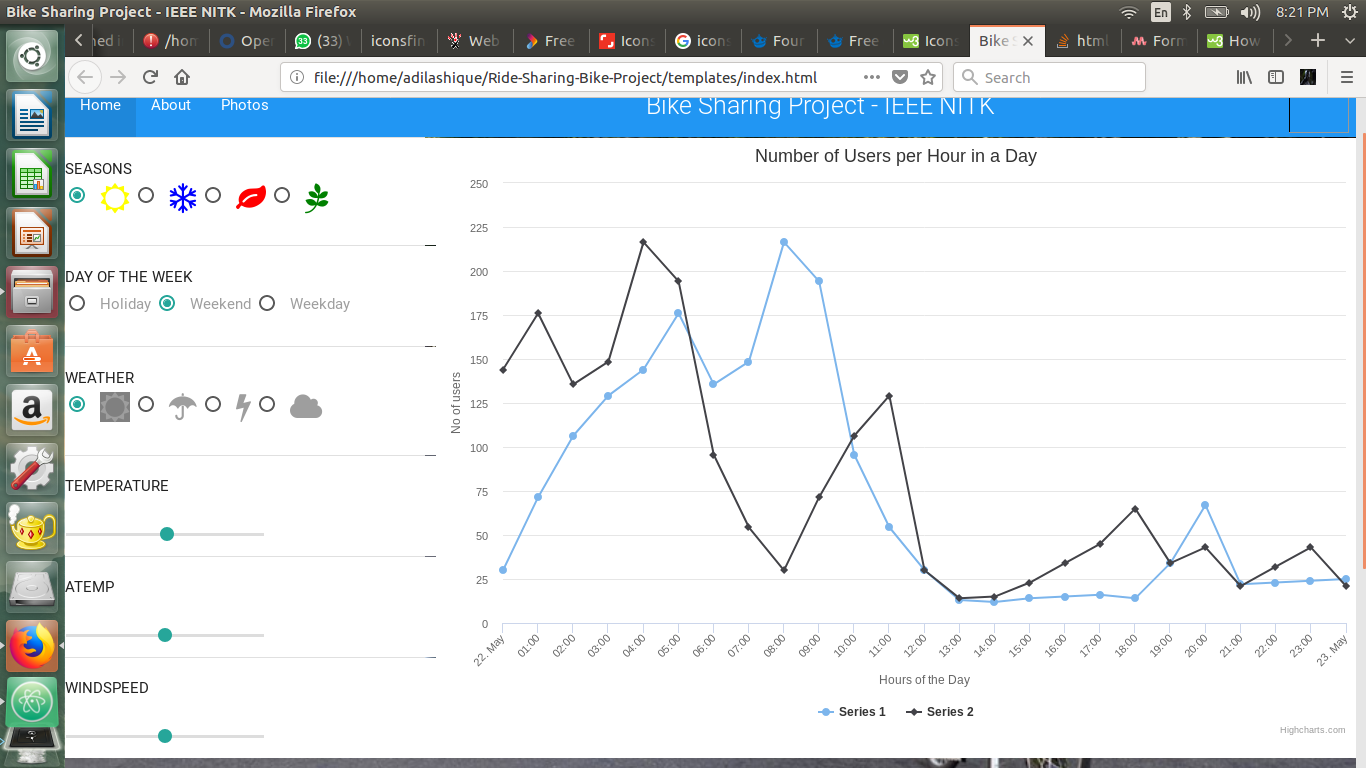 Bike Sharing Project - IEEE NITK - Mozilla Firefox
En
8:21 PM
/hom
Oper
(33)
iconsfin
Web
Free
Icons
icons
Four
Free
Icons
Bike S
html
Form
How
file:///home/adilashique/Ride-Sharing-Bike-Project/templates/index.html
Search
Home About Photos
Bike Sharing Project - IEEE NITK
SEASONS
DAY OF THE WEEK
Holiday Weekend Weekday
WEATHER
TEMPERATURE
ATEMP
WINDSPEED
Number of Users per Hour in a Day
No of users
250
225
200
175
150
125
100
75
50
25
0
22. May 01:00 02:00 03:00 04:00 05:00 06:00 07:00 08:00 09:00 10:00 11:00 12:00 13:00 14:00 15:00 16:00 17:00 18:00 19:00 20:00 21:00 22:00 23:00 23. May
Hours of the Day
Series 1 Series 2
Highcharts.com